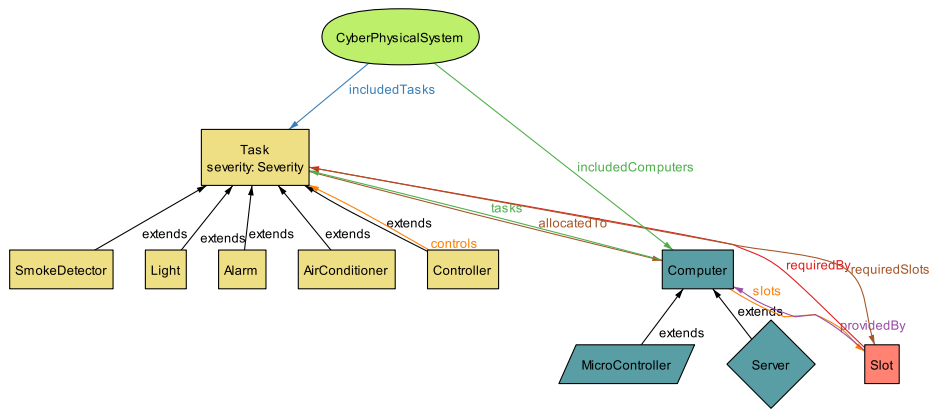 CyberPhysicalSystem
includedTasks
Task
severity: Severity
includedComputers
tasks
allocatedTo
extends
extends
extends
extends
extends
controls
SmokeDetector
Light
Alarm
AirConditioner
Controller
Computer
requiredBy
requiredSlots
slots
extends
extends
providedBy
MicroController
Server
Slot